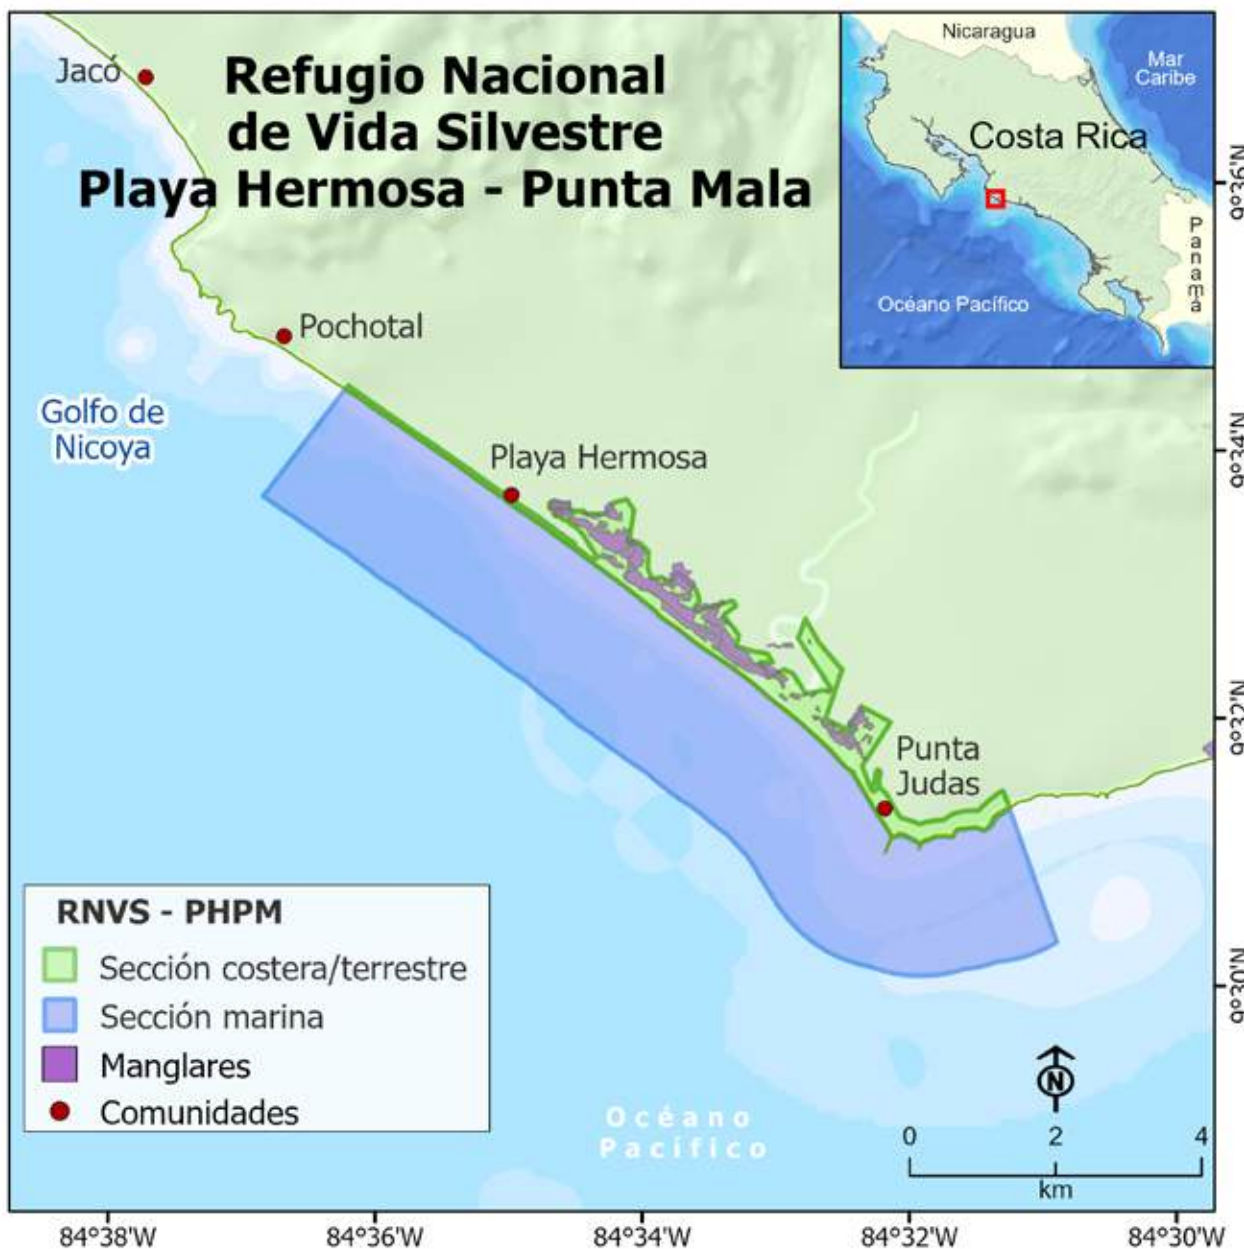 Refugio Nacional
de Vida Silvestre
Playa Hermosa - Punta Mala
Jacó
Pochotal
Golfo de
Nicoya
Playa Hermosa
Punta
Judas
Nicaragua
Mar
Caribe
Costa Rica
Panamá
Océano Pacífico
9°36'N
9°34'N
9°32'N
9°30'N
RNVS - PHPM
Sección costera/terrestre
Sección marina
Manglares
Comunidades
Océano
Pacífico
N
0 2 4
km
84°38'W 84°36'W 84°34'W 84°32'W 84°30'W